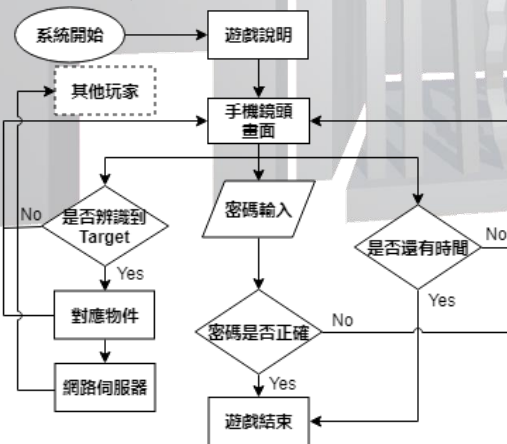 系統開始
遊戲說明
其他玩家
手機鏡頭
畫面
No
是否辨識到
Target
密碼輸入
是否還有時間
No
Yes
Yes
對應物件
密碼是否正確
No
網路伺服器
Yes
遊戲結束